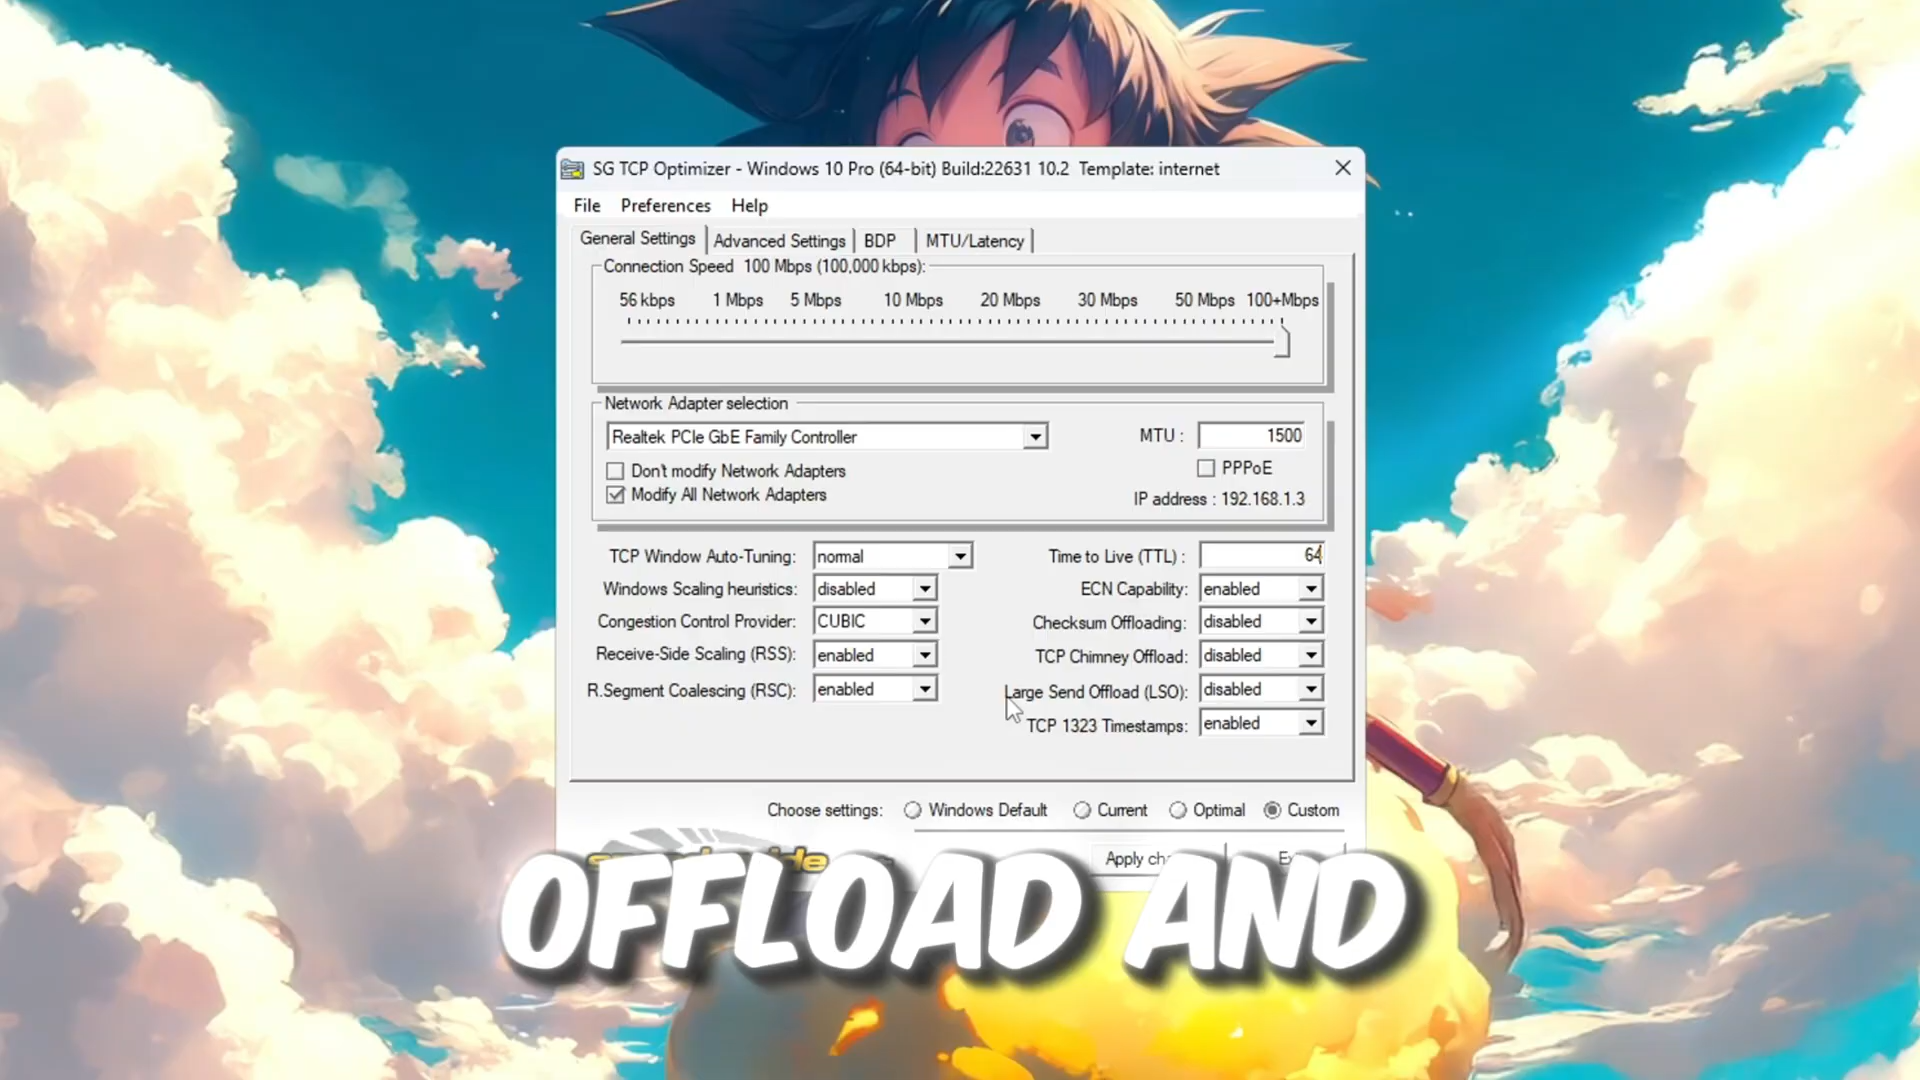 SG TCP Optimizer - Windows 10 Pro (64-bit) Build:22631 10.2 Template: internet
File Preferences Help
General Settings Advanced Settings BDP MTU/Latency
Connection Speed 100 Mbps (100,000 kbps):
56 kbps 1 Mbps 5 Mbps 10 Mbps 20 Mbps 30 Mbps 50 Mbps 100+Mbps
Network Adapter selection
Realtek PCIe GbE Family Controller MTU : 1500
Don't modify Network Adapters PPPoE
Modify All Network Adapters IP address : 192.168.1.3
TCP Window Auto-Tuning: normal Time to Live (TTL) : 64
Windows Scaling heuristics: disabled ECN Capability: enabled
Congestion Control Provider: CUBIC Checksum Offloading: disabled
Receive-Side Scaling (RSS): enabled TCP Chimney Offload: disabled
R.Segment Coalescing (RSC): enabled Large Send Offload (LSO): disabled
TCP 1323 Timestamps: enabled
Choose settings: Windows Default Current Optimal Custom
Apply
OFFLOAD AND